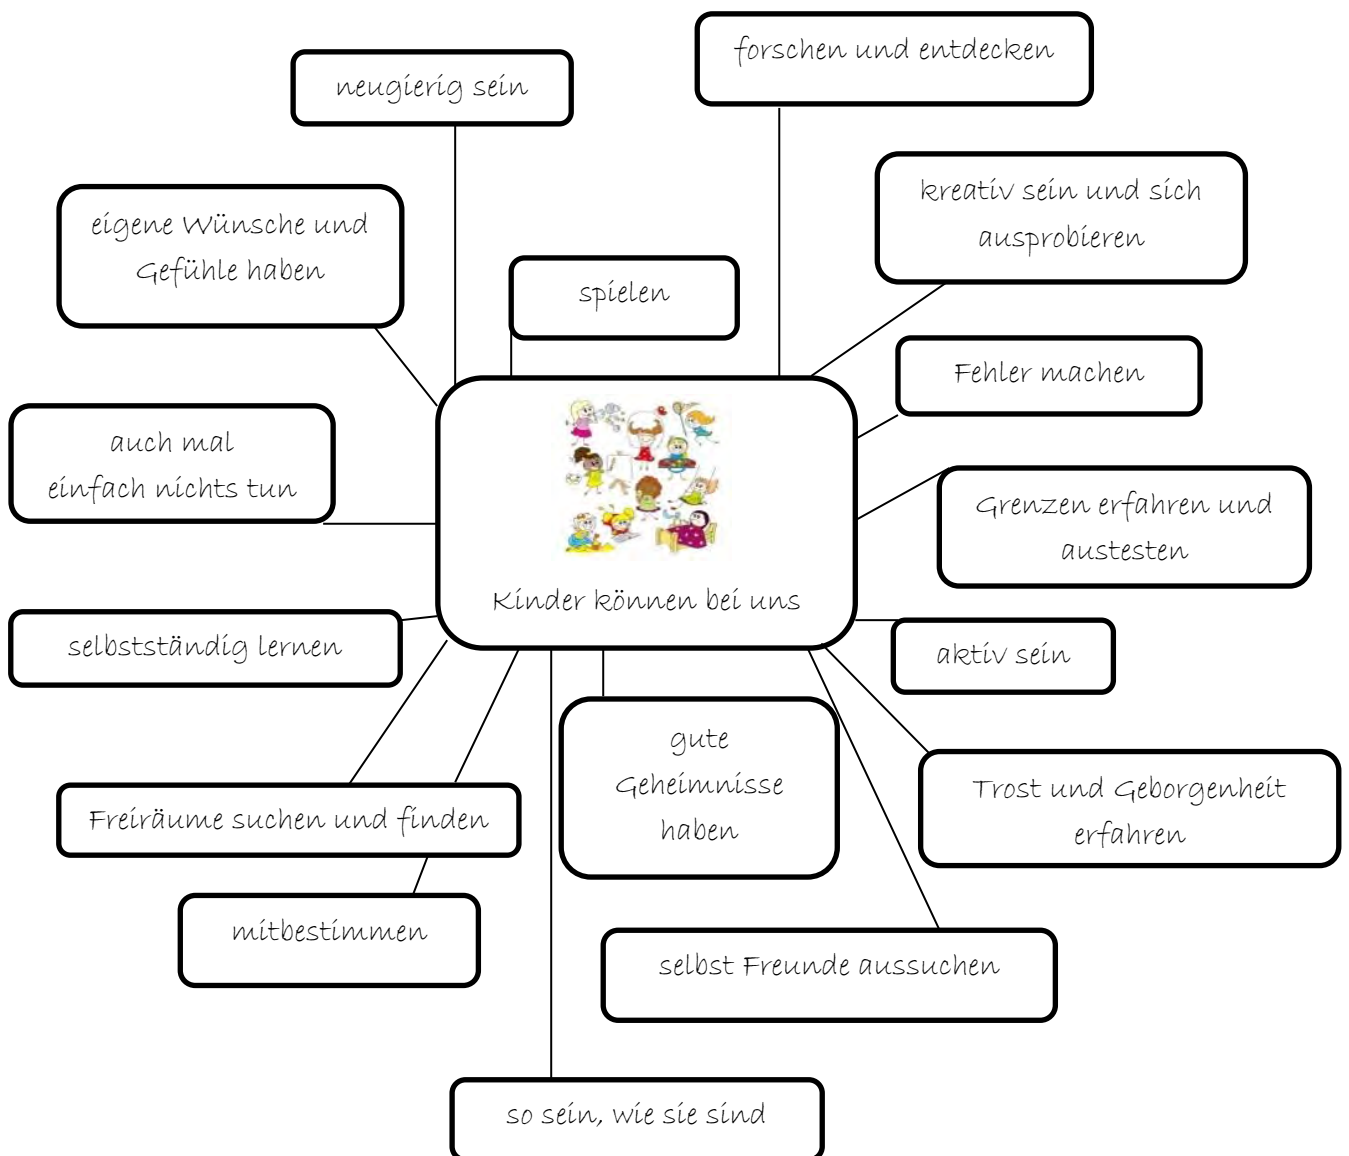 forschen und entdecken
neugierig sein
kreativ sein und sich
ausprobieren
eigene Wünsche und
Gefühle haben
spielen
Fehler machen
auch mal
einfach nichts tun
Grenzen erfahren und
austesten
Kinder können bei uns
selbstständig lernen
aktiv sein
gute
Geheimnisse
haben
Trost und Geborgenheit
erfahren
Freiräume suchen und finden
mitbestimmen
selbst Freunde aussuchen
so sein, wie sie sind